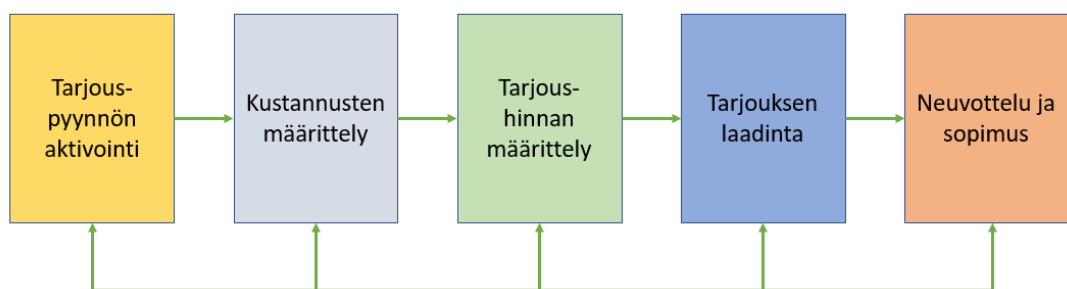 Tarjous-
pyynnön
aktivointi
Kustannusten
määrittely
Tarjous-
hinnan
määrittely
Tarjouksen
laadinta
Neuvottelu ja
sopimus